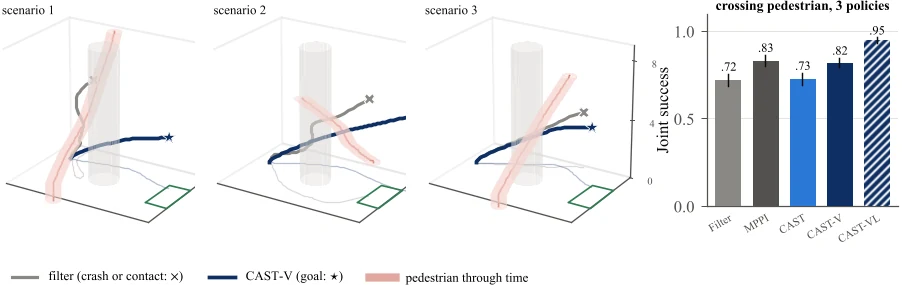 scenario 1
scenario 2
scenario 3
8
4
0
crossing pedestrian, 3 policies
Joint success
1.0
0.5
0.0
.72
.83
.73
.82
.95
Filter
MPPI
CAST
CAST-V
CAST-VL
filter (crash or contact: ×)
CAST-V (goal: ★)
pedestrian through time